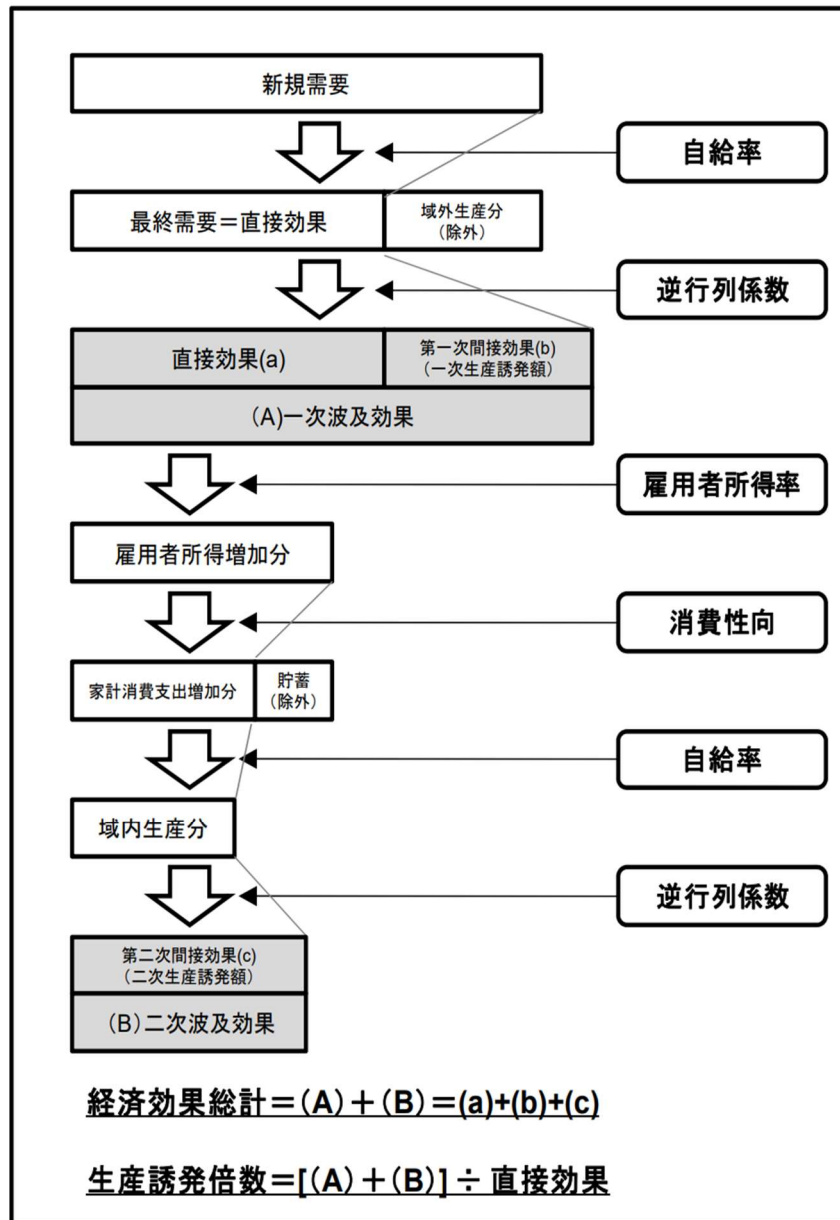 新規需要
自給率
最終需要＝直接効果
域外生産分
(除外)
逆行列係数
直接効果(a)
第一次間接効果(b)
(一次生産誘発額)
(A)一次波及効果
雇用者所得率
雇用者所得増加分
消費性向
家計消費支出増加分
貯蓄
(除外)
自給率
域内生産分
逆行列係数
第二次間接効果(c)
(二次生産誘発額)
(B)二次波及効果
経済効果総計＝(A)＋(B)＝(a)+(b)+(c)
生産誘発倍数＝[(A)＋(B)]÷直接効果